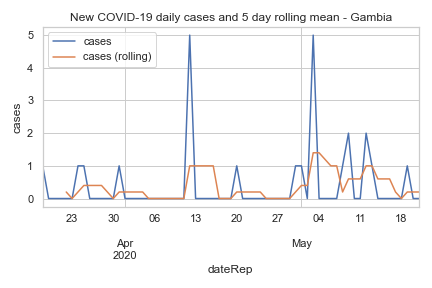 New COVID-19 daily cases and 5 day rolling mean - Gambia
cases
cases (rolling)
5
4
3
2
1
0
cases
23
30
06
13
20
27
04
11
18
Apr
2020
May
dateRep